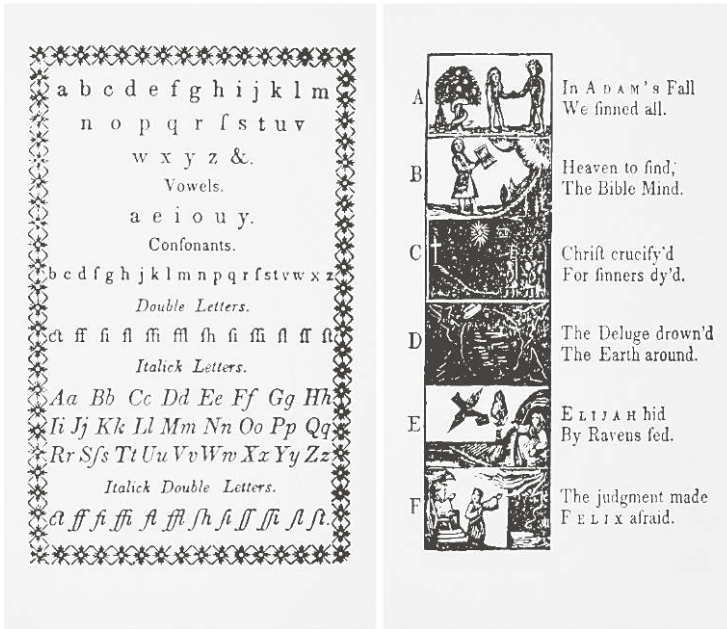 a b c d e f g h i j k l m
n o p q r ſ s t u v
w x y z &.
Vowels.
a e i o u y.
Conſonants.
b c d f g h j k l m n p q r ſ s t v w x z
Double Letters.
ct ff fi fl ffi ffl ſh ſi ſſi ſl ſſ ſt
Italick Letters.
Aa Bb Cc Dd Ee Ff Gg Hh
Ii Jj Kk Ll Mm Nn Oo Pp Qq
Rr Sſs Tt Uu Vv Ww Xx Yy Zz
Italick Double Letters.
ct ff fi ffi fl ffl ſh ſi ſſ ſſi ſl ſt.
A
In ADAM'S Fall
We ſinned all.
B
Heaven to find;
The Bible Mind.
C
Chriſt crucify'd
For ſinners dy'd.
D
The Deluge drown'd
The Earth around.
E
ELIJAH hid
By Ravens fed.
F
The judgment made
FELIX afraid.